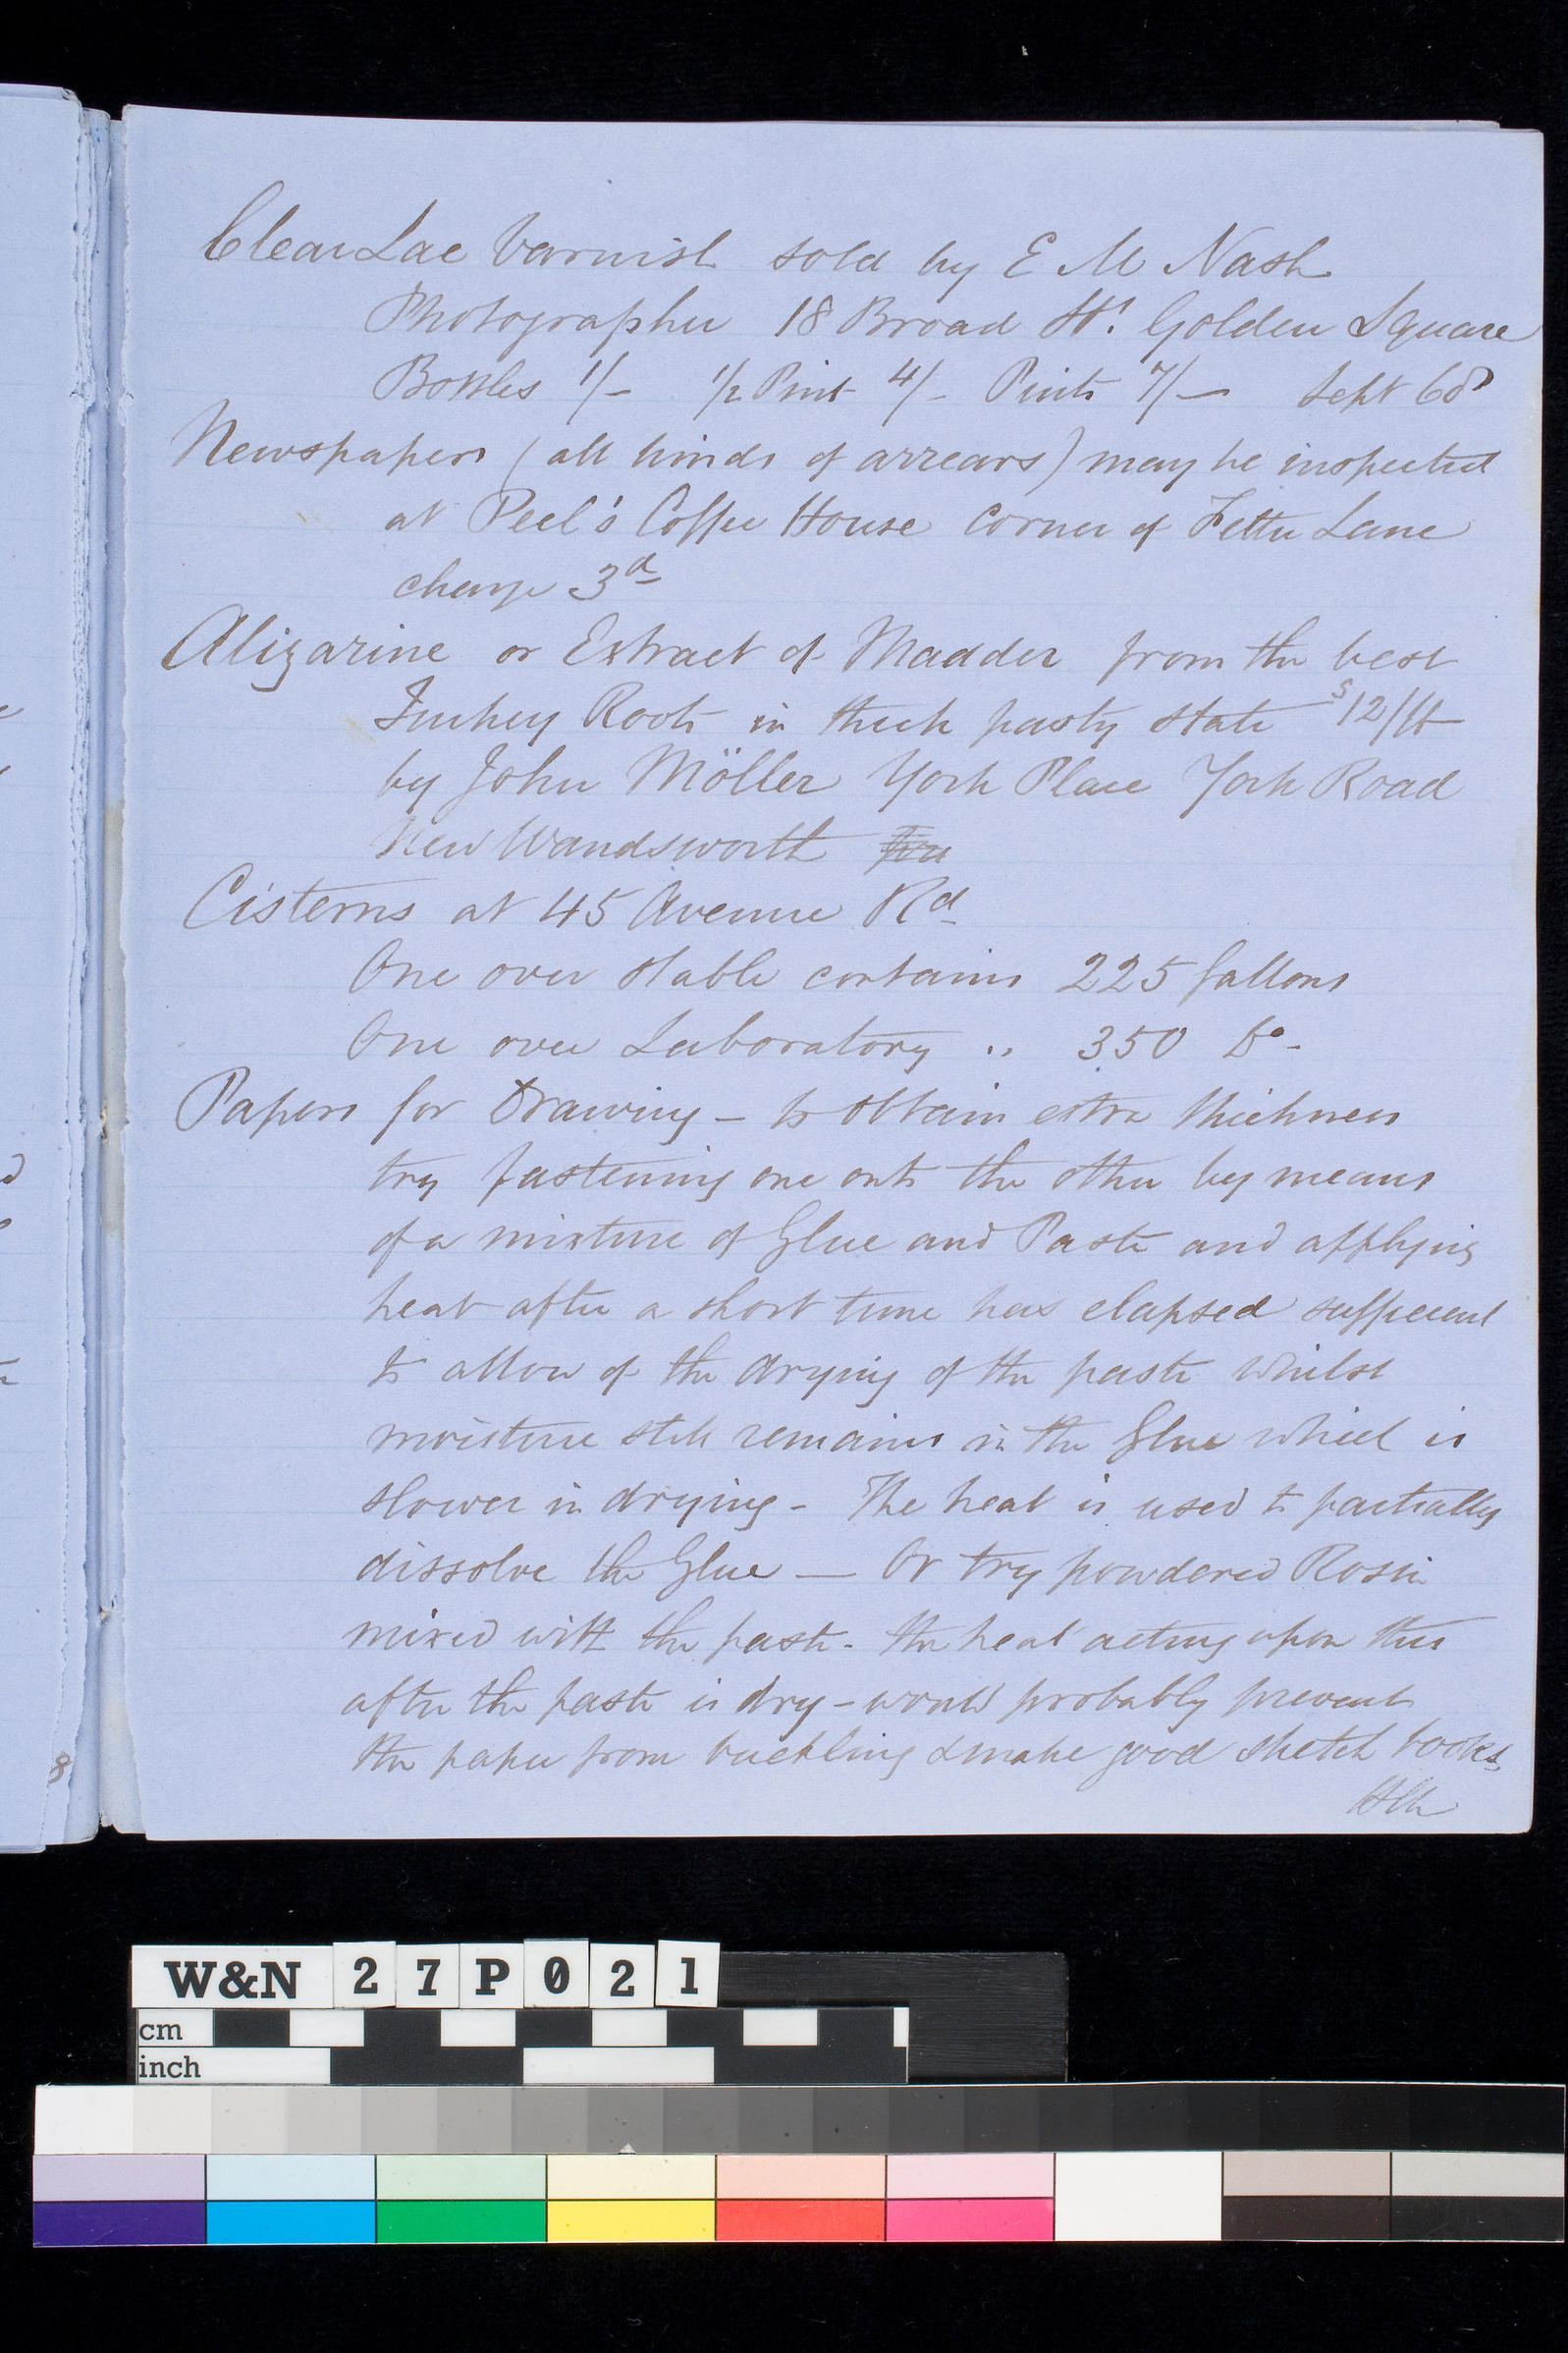 Clear Lac Varnish sold by E M Nash
Photographer 18 Broad St. Golden Square
Bottles 1/- 1/2 Pint 4/- Pints 7/- Sept 68
Newspapers (all kinds of arrears) may be inspected
at Peel's Coffee House corner of Fetter Lane
charge 3d
Alizarine or Extract of Madder from the best
Turkey Roots in thick pasty state s12/lb
by John Möller York Place York Road
New Wandsworth
Cisterns at 45 Avenue Rd
One over stable contains 225 Gallons
One over Laboratory " 350 Do-
Papers for Drawing - to obtain extra thickness
try fastening one onto the other by means
of a mixture of Glue and Paste and applying
heat after a short time has elapsed sufficient
to allow of the drying of the paste whilst
moisture still remains in the Glue which is
slower in drying - The heat is used to partially
dissolve the Glue — Or try powdered Rosin
mixed with the paste - the heat acting upon this
after the paste is dry - would probably prevent
the paper from buckling & make good sketch books
W&N 27P021
cm
inch